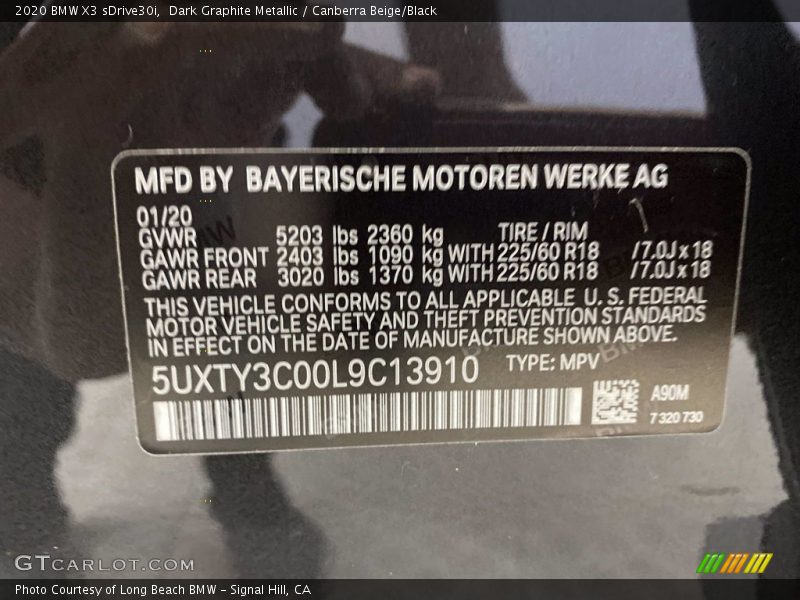 2020 BMW X3 sDrive30i, Dark Graphite Metallic / Canberra Beige/Black
MFD BY BAYERISCHE MOTOREN WERKE AG
01/20
GVWR 5203 lbs 2360 kg TIRE / RIM
GAWR FRONT 2403 lbs 1090 kg WITH 225/60 R18 /7.0J x 18
GAWR REAR 3020 lbs 1370 kg WITH 225/60 R18 /7.0J x 18
THIS VEHICLE CONFORMS TO ALL APPLICABLE U. S. FEDERAL
MOTOR VEHICLE SAFETY AND THEFT PREVENTION STANDARDS
IN EFFECT ON THE DATE OF MANUFACTURE SHOWN ABOVE.
5UXTY3C00L9C13910 TYPE: MPV
A90M
7 320 730
GTCARLOT.COM
Photo Courtesy of Long Beach BMW - Signal Hill, CA